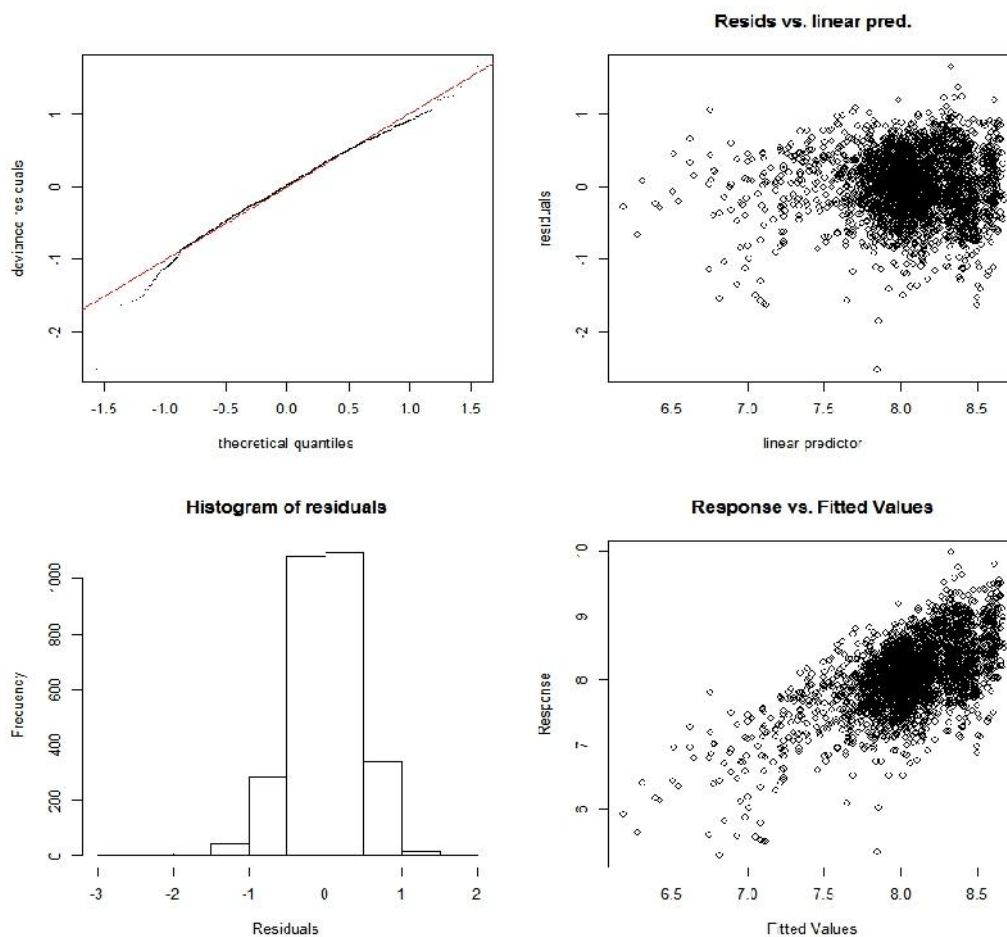 Resids vs. linear pred.
deviance residuals
1
0
-1
-2
-1.5 -1.0 -0.5 0.0 0.5 1.0 1.5
theoretical quantiles
residuals
1
0
-1
-2
6.5 7.0 7.5 8.0 8.5
linear predictor
Histogram of residuals
Frequency
1000
800
600
400
200
0
-3 -2 -1 0 1 2
Residuals
Response vs. Fitted Values
Response
10
9
8
7
6
6.5 7.0 7.5 8.0 8.5
Fitted Values